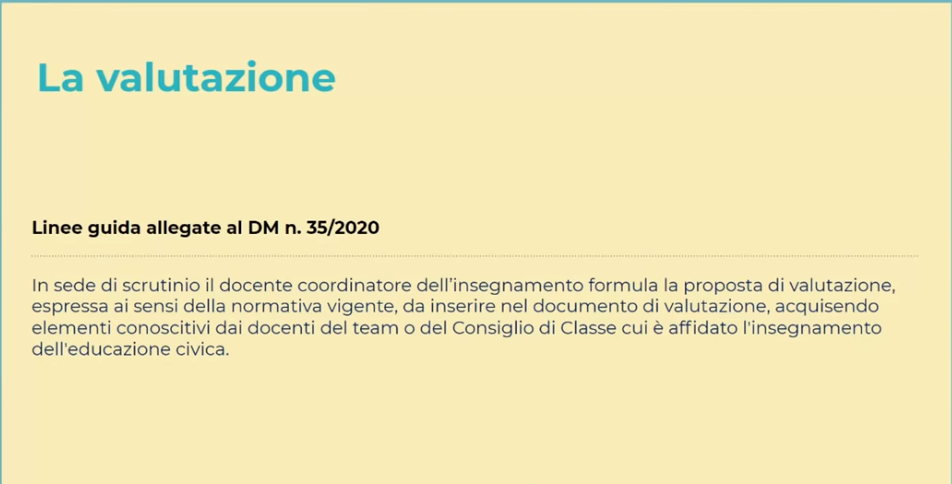 La valutazione
Linee guida allegate al DM n. 35/2020
In sede di scrutinio il docente coordinatore dell’insegnamento formula la proposta di valutazione,
espressa ai sensi della normativa vigente, da inserire nel documento di valutazione, acquisendo
elementi conoscitivi dai docenti del team o del Consiglio di Classe cui è affidato l'insegnamento
dell'educazione civica.